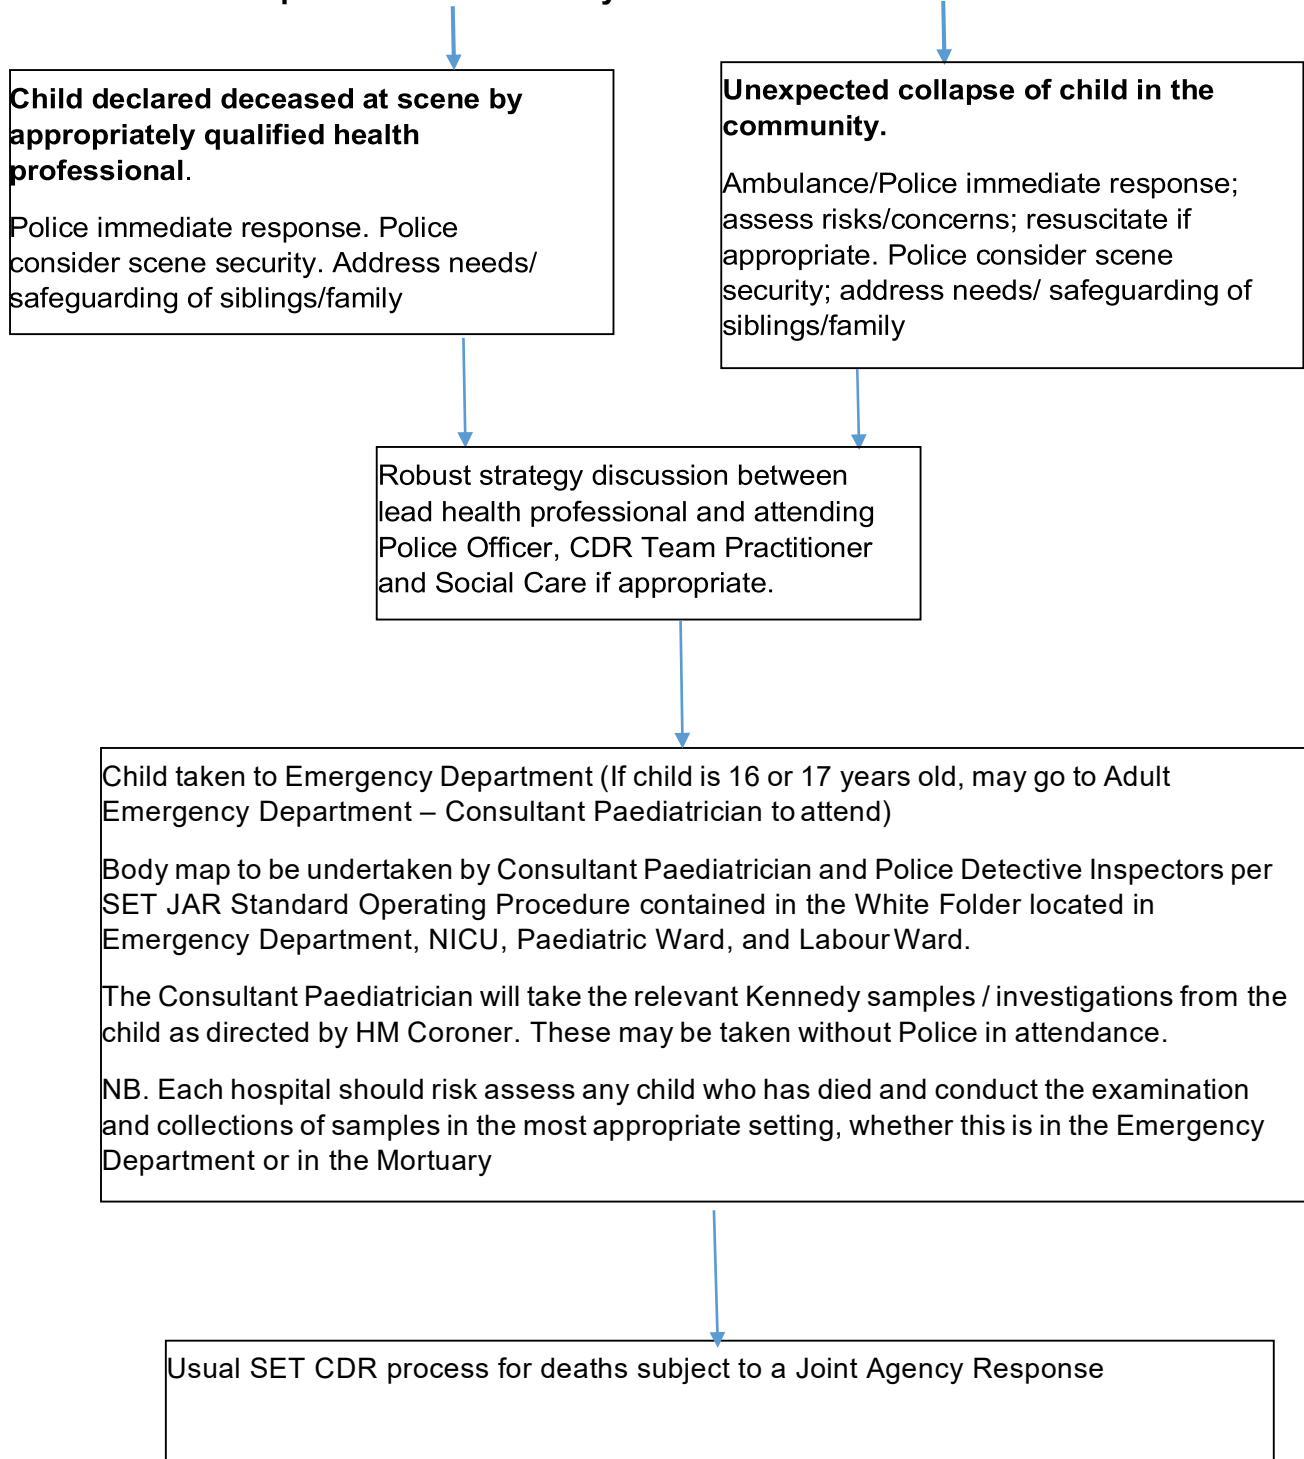 Child declared deceased at scene by
appropriately qualified health
professional.
Police immediate response. Police
consider scene security. Address needs/
safeguarding of siblings/family
Unexpected collapse of child in the
community.
Ambulance/Police immediate response;
assess risks/concerns; resuscitate if
appropriate. Police consider scene
security; address needs/ safeguarding of
siblings/family
Robust strategy discussion between
lead health professional and attending
Police Officer, CDR Team Practitioner
and Social Care if appropriate.
Child taken to Emergency Department (If child is 16 or 17 years old, may go to Adult
Emergency Department – Consultant Paediatrician to attend)
Body map to be undertaken by Consultant Paediatrician and Police Detective Inspectors per
SET JAR Standard Operating Procedure contained in the White Folder located in
Emergency Department, NICU, Paediatric Ward, and Labour Ward.
The Consultant Paediatrician will take the relevant Kennedy samples / investigations from the
child as directed by HM Coroner. These may be taken without Police in attendance.
NB. Each hospital should risk assess any child who has died and conduct the examination
and collections of samples in the most appropriate setting, whether this is in the Emergency
Department or in the Mortuary
Usual SET CDR process for deaths subject to a Joint Agency Response